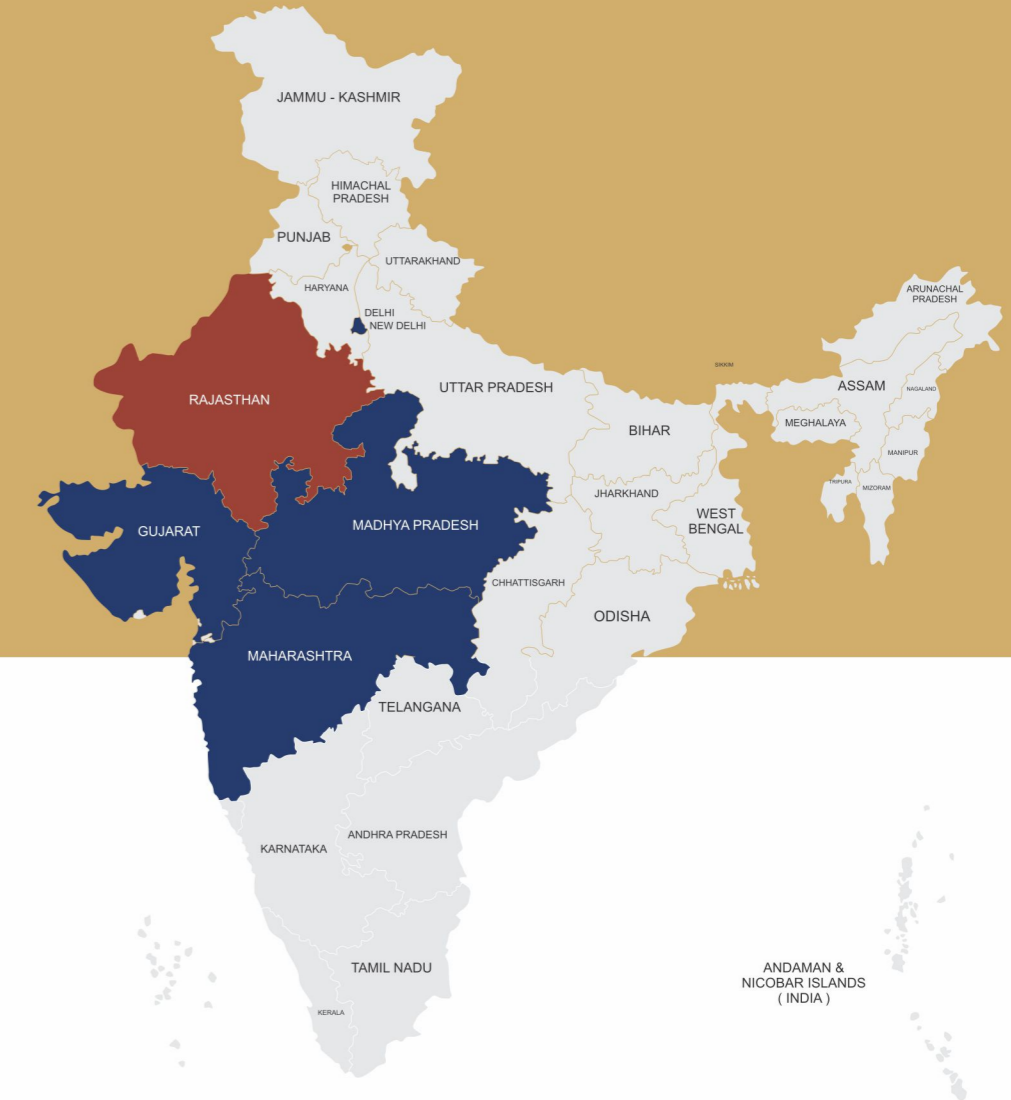 JAMMU - KASHMIR
HIMACHAL
PRADESH
PUNJAB
UTTARAKHAND
HARYANA
ARUNACHAL
PRADESH
DELHI
NEW DELHI
SIKKIM
UTTAR PRADESH
ASSAM
NAGALAND
RAJASTHAN
MEGHALAYA
BIHAR
MANIPUR
TRIPURA
MIZORAM
JHARKHAND
WEST
BENGAL
MADHYA PRADESH
GUJARAT
CHHATTISGARH
ODISHA
MAHARASHTRA
TELANGANA
ANDHRA PRADESH
KARNATAKA
TAMIL NADU
ANDAMAN &
NICOBAR ISLANDS
( INDIA )
KERALA